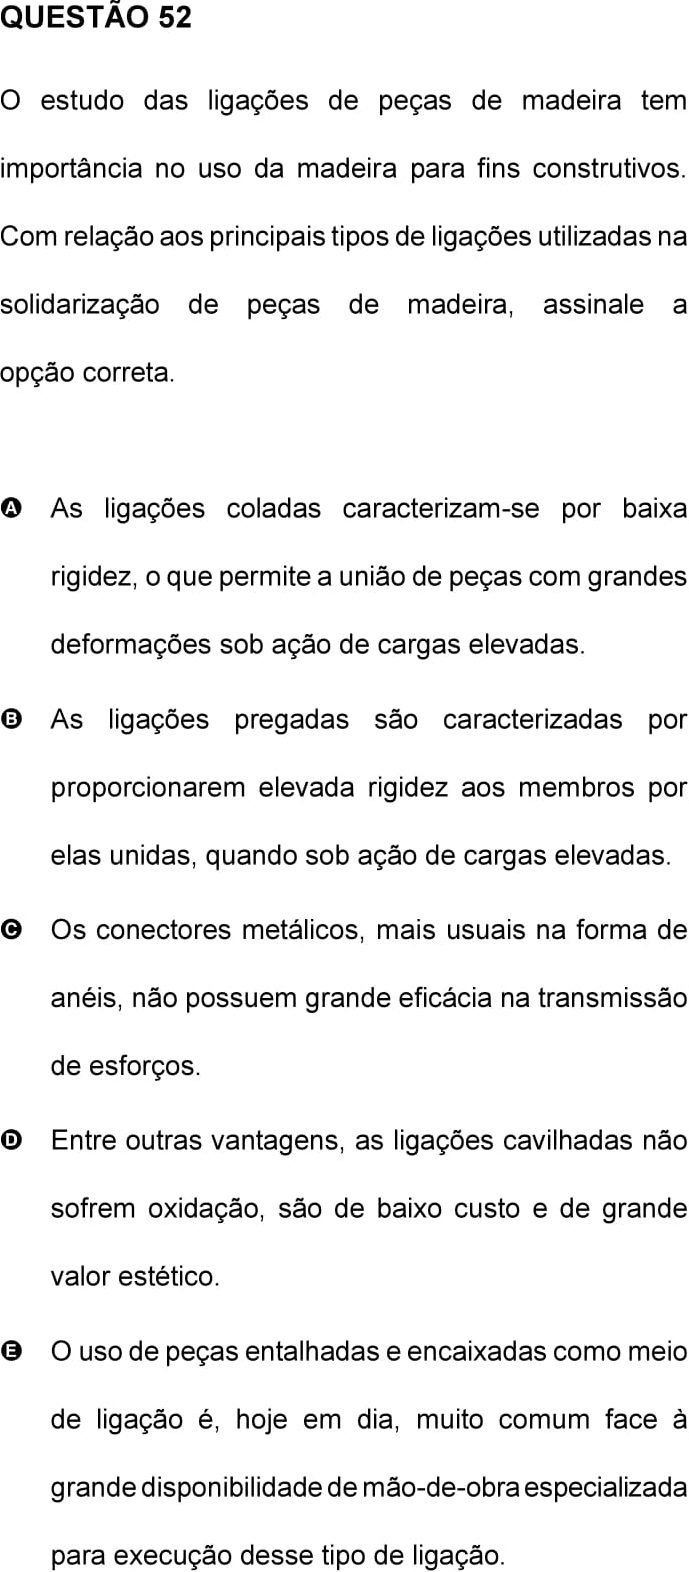 QUESTÃO 52
O estudo das ligações de peças de madeira tem
importância no uso da madeira para fins construtivos.
Com relação aos principais tipos de ligações utilizadas na
solidarização de peças de madeira, assinale a
opção correta.
A As ligações coladas caracterizam-se por baixa
rigidez, o que permite a união de peças com grandes
deformações sob ação de cargas elevadas.
B As ligações pregadas são caracterizadas por
proporcionarem elevada rigidez aos membros por
elas unidas, quando sob ação de cargas elevadas.
C Os conectores metálicos, mais usuais na forma de
anéis, não possuem grande eficácia na transmissão
de esforços.
D Entre outras vantagens, as ligações cavilhadas não
sofrem oxidação, são de baixo custo e de grande
valor estético.
E O uso de peças entalhadas e encaixadas como meio
de ligação é, hoje em dia, muito comum face à
grande disponibilidade de mão-de-obra especializada
para execução desse tipo de ligação.